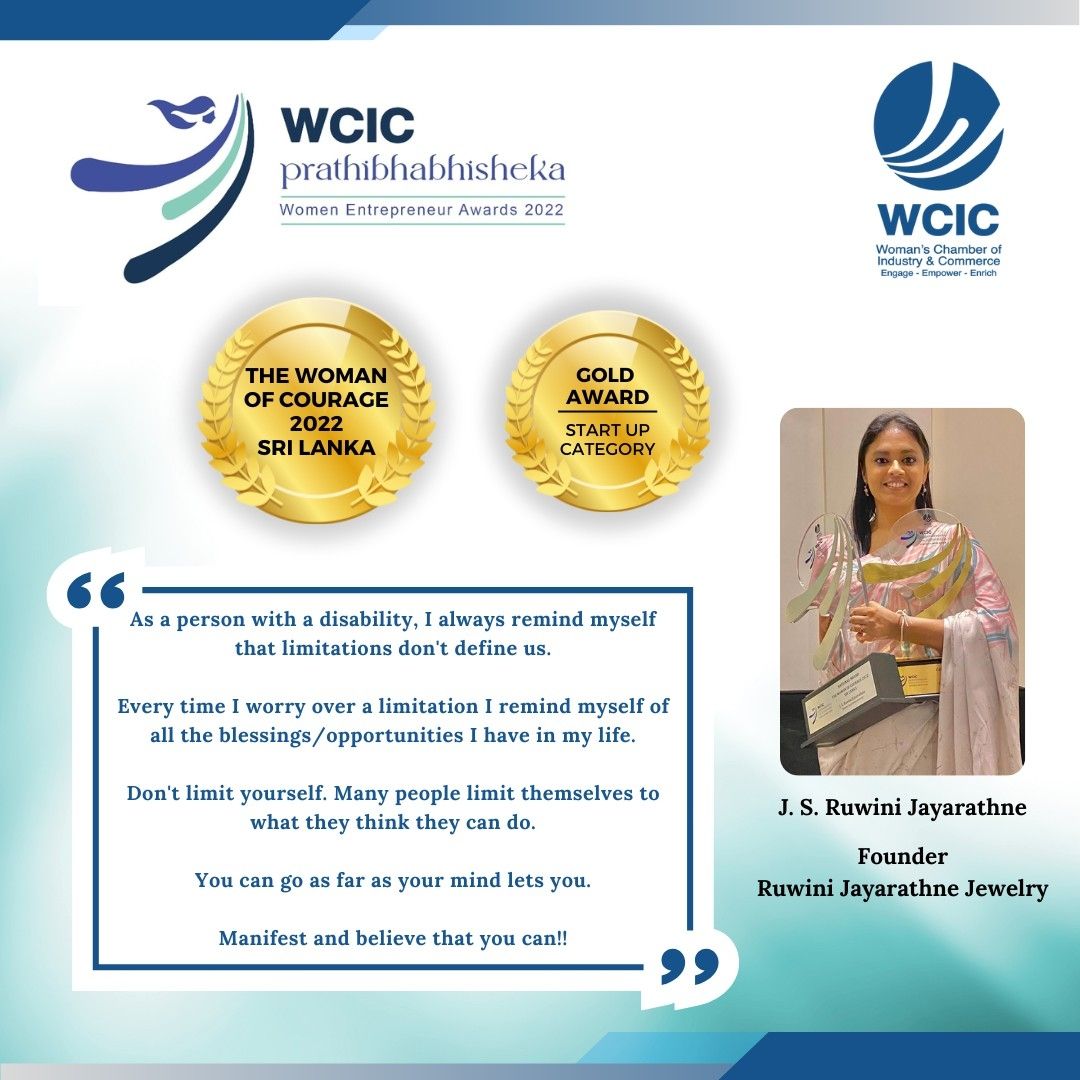 WCIC
prathibhabhisheka
Women Entrepreneur Awards 2022
WCIC
Woman's Chamber of
Industry & Commerce
Engage - Empower - Enrich
THE WOMAN
OF COURAGE
2022
SRI LANKA
GOLD
AWARD
START UP
CATEGORY
As a person with a disability, I always remind myself
that limitations don't define us.
Every time I worry over a limitation I remind myself of
all the blessings/opportunities I have in my life.
Don't limit yourself. Many people limit themselves to
what they think they can do.
You can go as far as your mind lets you.
Manifest and believe that you can!!
WCIC
WCIC
WCIC
WCIC
J. S. Ruwini Jayarathne
Founder
Ruwini Jayarathne Jewelry